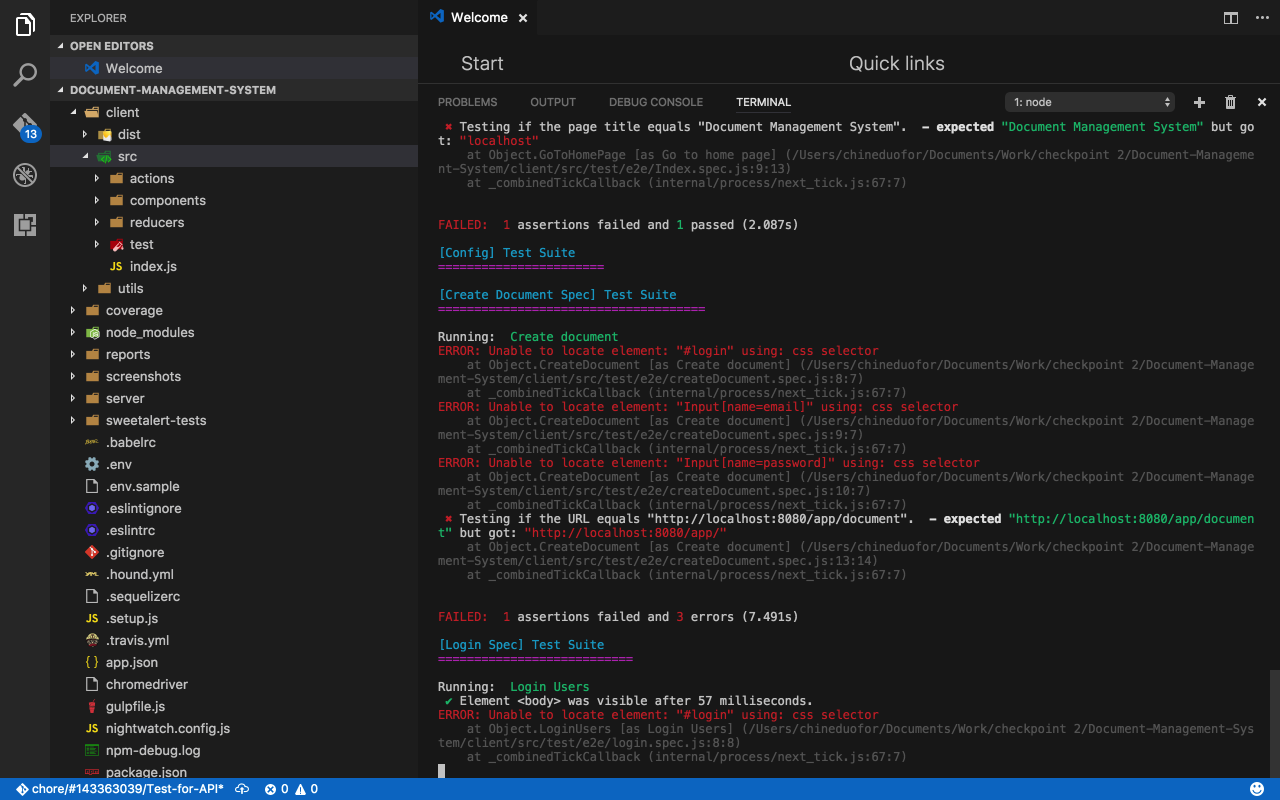 EXPLORER
OPEN EDITORS
Welcome
DOCUMENT-MANAGEMENT-SYSTEM
client
dist
src
actions
components
reducers
test
JS index.js
utils
coverage
node_modules
reports
screenshots
server
sweetalert-tests
.babelrc
.env
.env.sample
.eslintignore
.eslintrc
.gitignore
.hound.yml
.sequelizerc
JS .setup.js
.travis.yml
{ } app.json
chromedriver
gulpfile.js
JS nightwatch.config.js
npm-debug.log
package.json
13
Welcome ×
Start
Quick links
PROBLEMS OUTPUT DEBUG CONSOLE TERMINAL 1: node
✖ Testing if the page title equals "Document Management System".  - expected "Document Management System" but go
t: "localhost"
at Object.GoToHomePage [as Go to home page] (/Users/chineduofor/Documents/Work/checkpoint 2/Document-Manageme
nt-System/client/src/test/e2e/Index.spec.js:9:13)
at _combinedTickCallback (internal/process/next_tick.js:67:7)
FAILED:  1 assertions failed and 1 passed (2.087s)
[Config] Test Suite
=======================
[Create Document Spec] Test Suite
=====================================
Running:  Create document
ERROR: Unable to locate element: "#login" using: css selector
at Object.CreateDocument [as Create document] (/Users/chineduofor/Documents/Work/checkpoint 2/Document-Manage
ment-System/client/src/test/e2e/createDocument.spec.js:8:7)
at _combinedTickCallback (internal/process/next_tick.js:67:7)
ERROR: Unable to locate element: "Input[name=email]" using: css selector
at Object.CreateDocument [as Create document] (/Users/chineduofor/Documents/Work/checkpoint 2/Document-Manage
ment-System/client/src/test/e2e/createDocument.spec.js:9:7)
at _combinedTickCallback (internal/process/next_tick.js:67:7)
ERROR: Unable to locate element: "Input[name=password]" using: css selector
at Object.CreateDocument [as Create document] (/Users/chineduofor/Documents/Work/checkpoint 2/Document-Manage
ment-System/client/src/test/e2e/createDocument.spec.js:10:7)
at _combinedTickCallback (internal/process/next_tick.js:67:7)
✖ Testing if the URL equals "http://localhost:8080/app/document".  - expected "http://localhost:8080/app/documen
t" but got: "http://localhost:8080/app/"
at Object.CreateDocument [as Create document] (/Users/chineduofor/Documents/Work/checkpoint 2/Document-Manage
ment-System/client/src/test/e2e/createDocument.spec.js:13:14)
at _combinedTickCallback (internal/process/next_tick.js:67:7)
FAILED:  1 assertions failed and 3 errors (7.491s)
[Login Spec] Test Suite
===========================
Running:  Login Users
✔ Element <body> was visible after 57 milliseconds.
ERROR: Unable to locate element: "#login" using: css selector
at Object.LoginUsers [as Login Users] (/Users/chineduofor/Documents/Work/checkpoint 2/Document-Management-Sys
tem/client/src/test/e2e/login.spec.js:8:8)
at _combinedTickCallback (internal/process/next_tick.js:67:7)
chore/#143363039/Test-for-API* 0 0